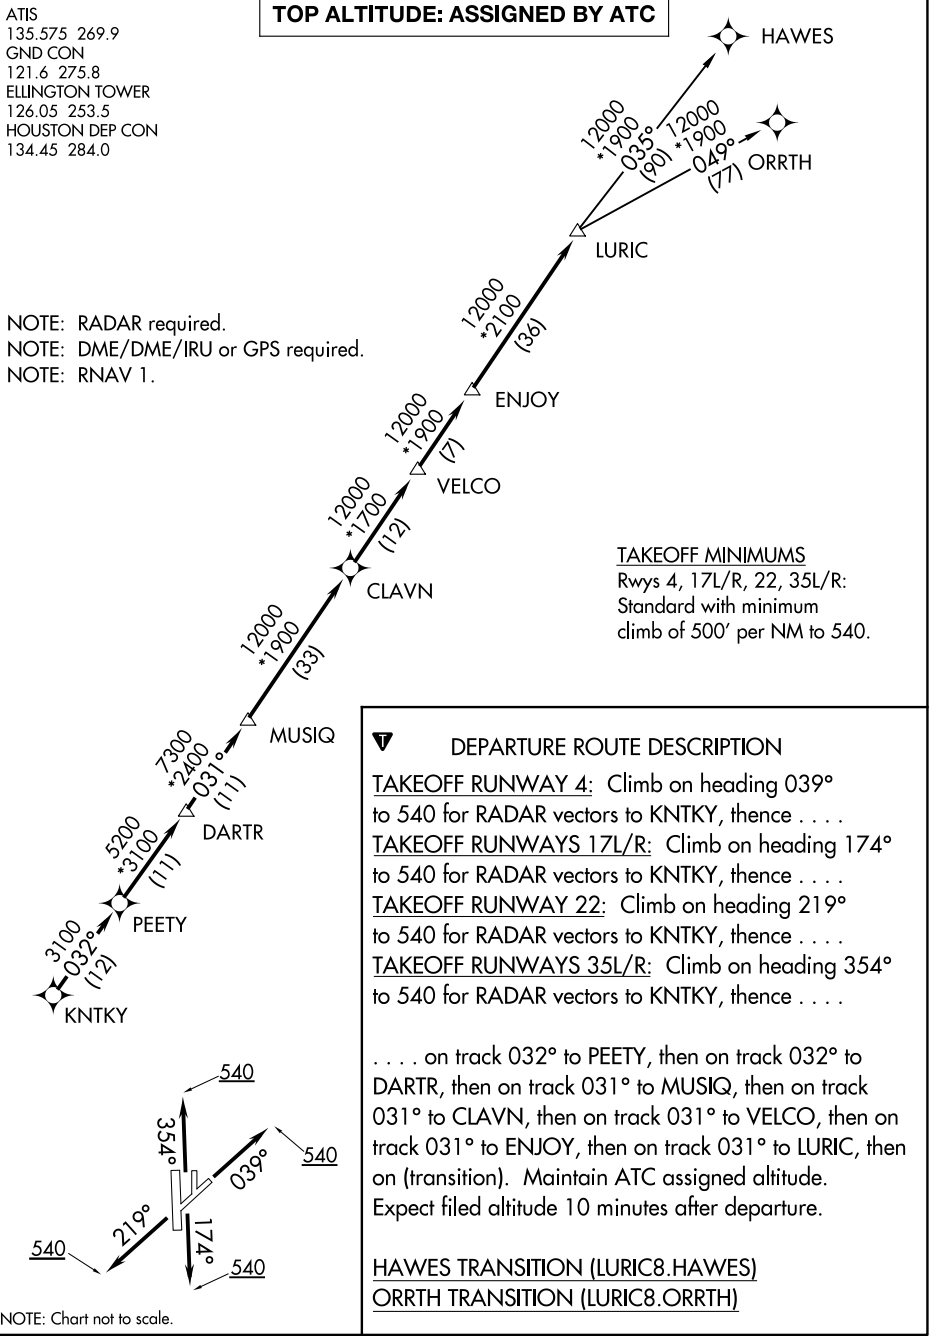 ATIS
135.575 269.9
GND CON
121.6 275.8
ELLINGTON TOWER
126.05 253.5
HOUSTON DEP CON
134.45 284.0
TOP ALTITUDE: ASSIGNED BY ATC
HAWES
12000
*1900
035°
(90)
12000
*1900
049°
(77)
ORRTH
LURIC
12000
*2100
(36)
NOTE: RADAR required.
NOTE: DME/DME/IRU or GPS required.
NOTE: RNAV 1.
ENJOY
12000
*1900
(7)
VELCO
12000
*1700
(12)
CLAVN
12000
*1900
(33)
TAKEOFF MINIMUMS
Rwys 4, 17L/R, 22, 35L/R:
Standard with minimum
climb of 500' per NM to 540.
MUSIQ
7300
*2400
031°
(11)
DARTR
5200
*3100
(11)
PEETY
3100
032°
(12)
KNTKY
T
DEPARTURE ROUTE DESCRIPTION
TAKEOFF RUNWAY 4: Climb on heading 039°
to 540 for RADAR vectors to KNTKY, thence . . . .
TAKEOFF RUNWAYS 17L/R: Climb on heading 174°
to 540 for RADAR vectors to KNTKY, thence . . . .
TAKEOFF RUNWAY 22: Climb on heading 219°
to 540 for RADAR vectors to KNTKY, thence . . . .
TAKEOFF RUNWAYS 35L/R: Climb on heading 354°
to 540 for RADAR vectors to KNTKY, thence . . . .
. . . . on track 032° to PEETY, then on track 032° to
DARTR, then on track 031° to MUSIQ, then on track
031° to CLAVN, then on track 031° to VELCO, then on
track 031° to ENJOY, then on track 031° to LURIC, then
on (transition). Maintain ATC assigned altitude.
Expect filed altitude 10 minutes after departure.
HAWES TRANSITION (LURIC8.HAWES)
ORRTH TRANSITION (LURIC8.ORRTH)
540
354°
039°
540
219°
174°
540
540
NOTE: Chart not to scale.